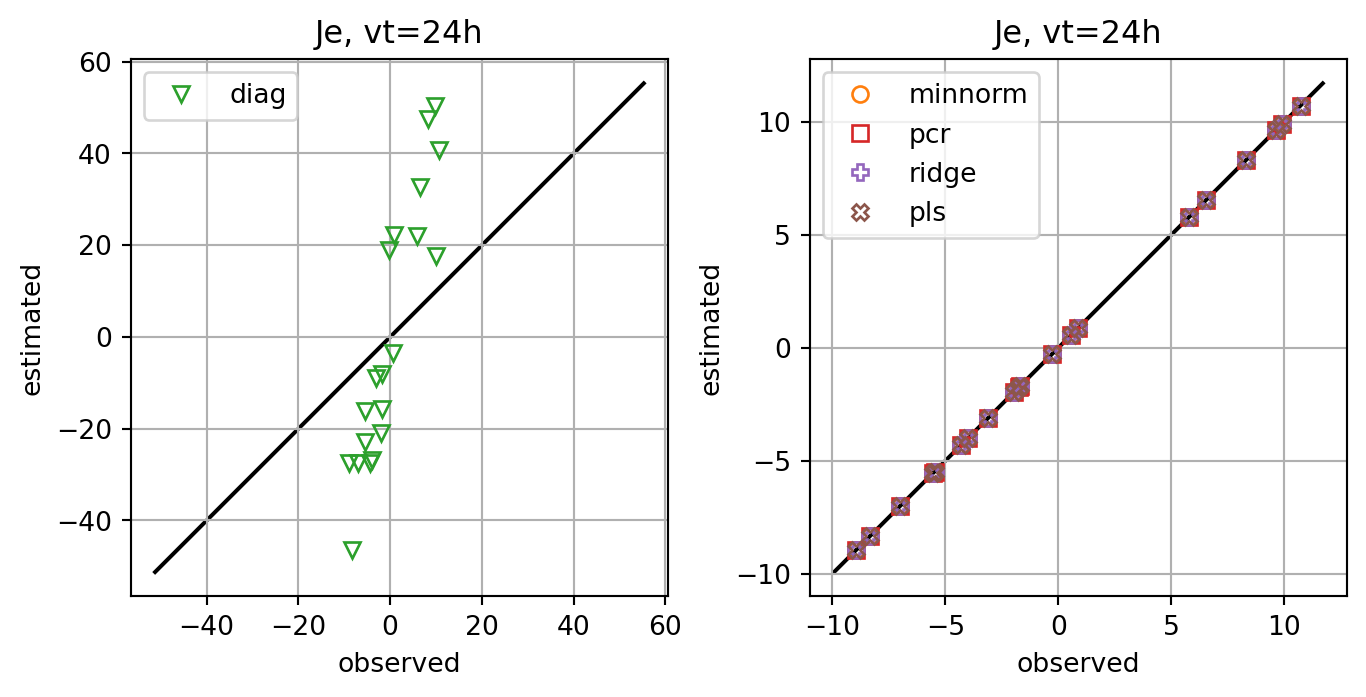 Je, vt=24h
diag
60
40
20
0
−20
−40
−40
−20
0
20
40
60
estimated
observed
Je, vt=24h
minnorm
pcr
ridge
pls
10
5
0
−5
−10
−10
−5
0
5
10
estimated
observed